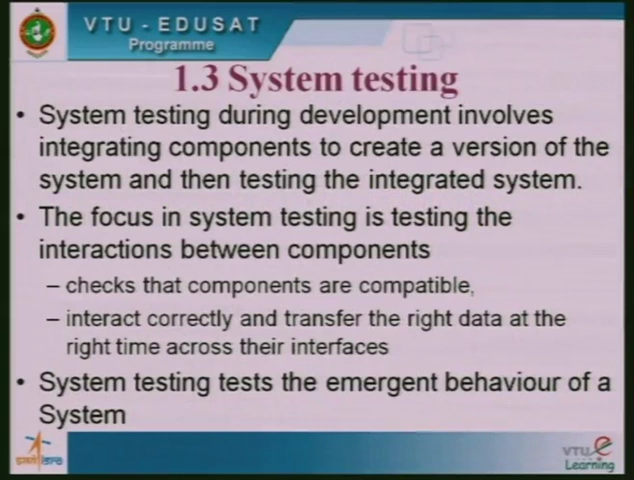 VTU - EDUSAT
Programme
1.3 System testing
• System testing during development involves
integrating components to create a version of the
system and then testing the integrated system.
• The focus in system testing is testing the
interactions between components
– checks that components are compatible,
– interact correctly and transfer the right data at the
right time across their interfaces
• System testing tests the emergent behaviour of a
System
VTU e
Learning